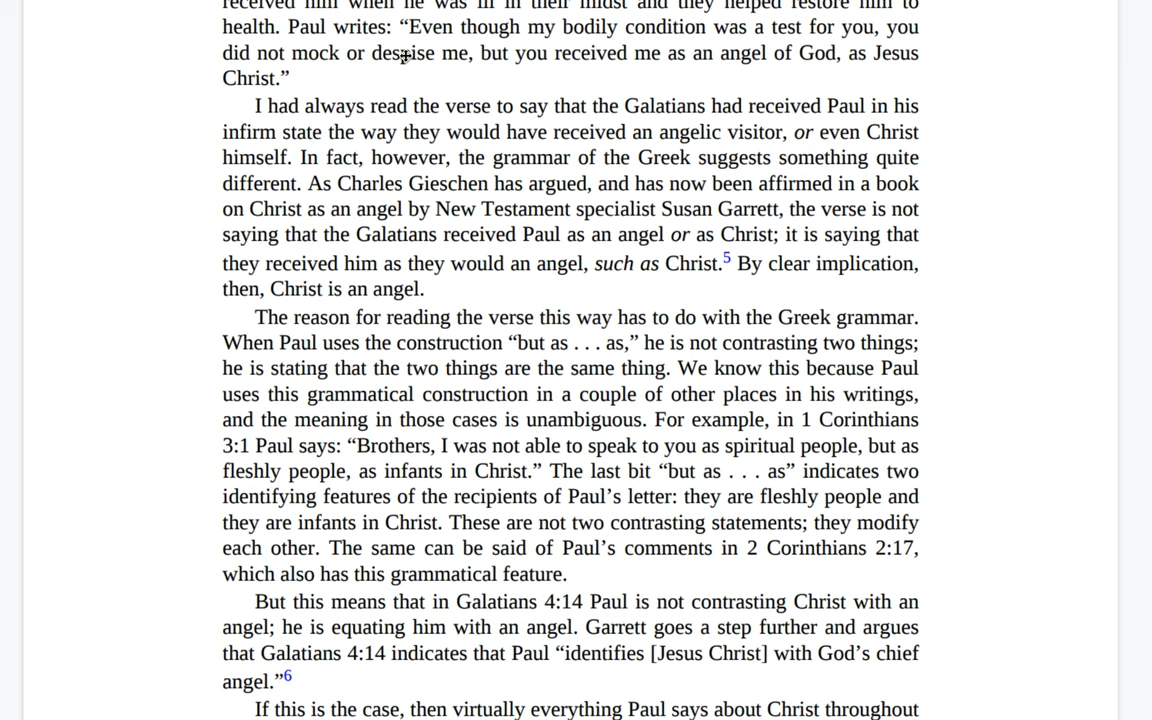 received him when he was ill in their midst and they helped restore him to
health. Paul writes: “Even though my bodily condition was a test for you, you
did not mock or despise me, but you received me as an angel of God, as Jesus
Christ.”
I had always read the verse to say that the Galatians had received Paul in his
infirm state the way they would have received an angelic visitor, or even Christ
himself. In fact, however, the grammar of the Greek suggests something quite
different. As Charles Gieschen has argued, and has now been affirmed in a book
on Christ as an angel by New Testament specialist Susan Garrett, the verse is not
saying that the Galatians received Paul as an angel or as Christ; it is saying that
they received him as they would an angel, such as Christ.5 By clear implication,
then, Christ is an angel.
The reason for reading the verse this way has to do with the Greek grammar.
When Paul uses the construction “but as . . . as,” he is not contrasting two things;
he is stating that the two things are the same thing. We know this because Paul
uses this grammatical construction in a couple of other places in his writings,
and the meaning in those cases is unambiguous. For example, in 1 Corinthians
3:1 Paul says: “Brothers, I was not able to speak to you as spiritual people, but as
fleshly people, as infants in Christ.” The last bit “but as . . . as” indicates two
identifying features of the recipients of Paul’s letter: they are fleshly people and
they are infants in Christ. These are not two contrasting statements; they modify
each other. The same can be said of Paul’s comments in 2 Corinthians 2:17,
which also has this grammatical feature.
But this means that in Galatians 4:14 Paul is not contrasting Christ with an
angel; he is equating him with an angel. Garrett goes a step further and argues
that Galatians 4:14 indicates that Paul “identifies [Jesus Christ] with God’s chief
angel.”6
If this is the case, then virtually everything Paul says about Christ throughout